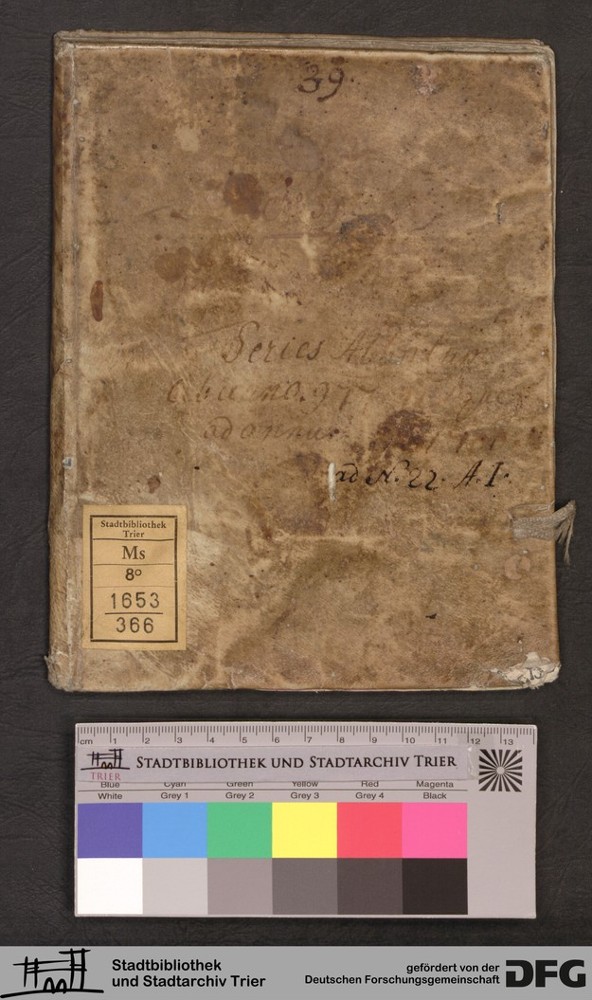 39.
Series
ad N. 22. A. I.
Stadtbibliothek
Trier
Ms
8°
1653
366
cm 1 2 3 4 5 6 7 8 9 10 11 12 13
TRIER
STADTBIBLIOTHEK UND STADTARCHIV TRIER
Blue Cyan Green Yellow Red Magenta
White Grey 1 Grey 2 Grey 3 Grey 4 Black
Stadtbibliothek
und Stadtarchiv Trier
gefördert von der
Deutschen Forschungsgemeinschaft
DFG